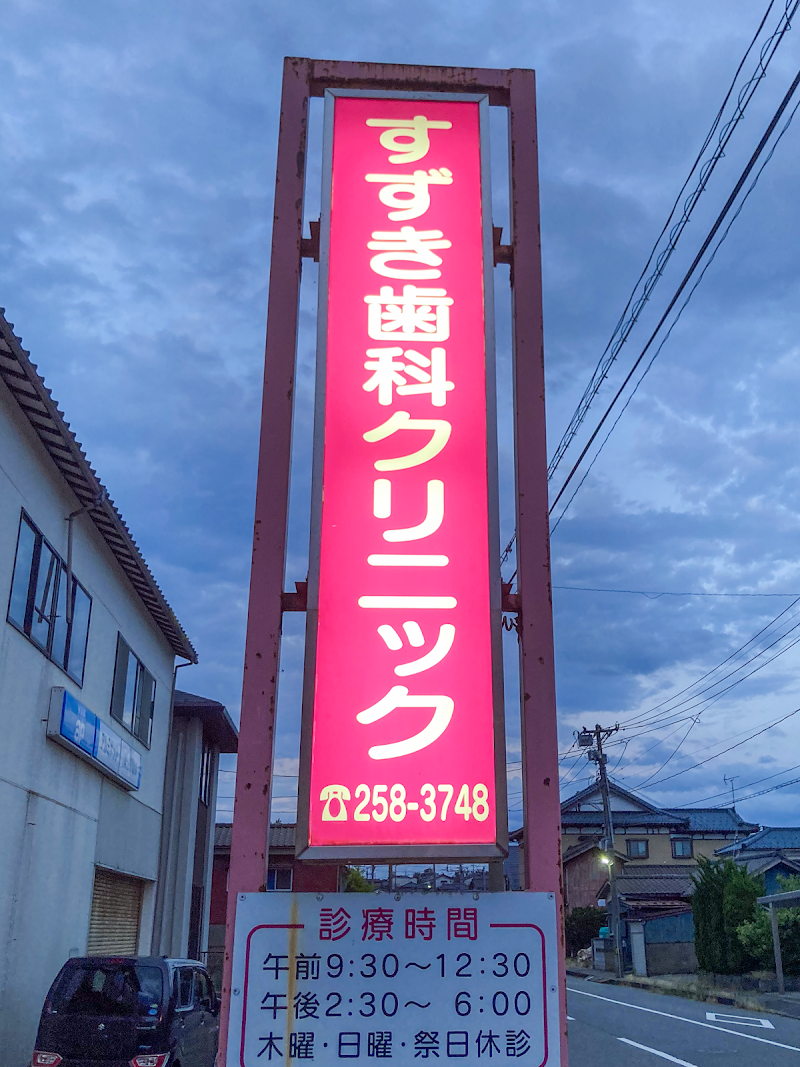 すずき歯科クリニック
☎258-3748
診療時間
午前9:30〜12:30
午後2:30〜 6:00
木曜・日曜・祭日休診